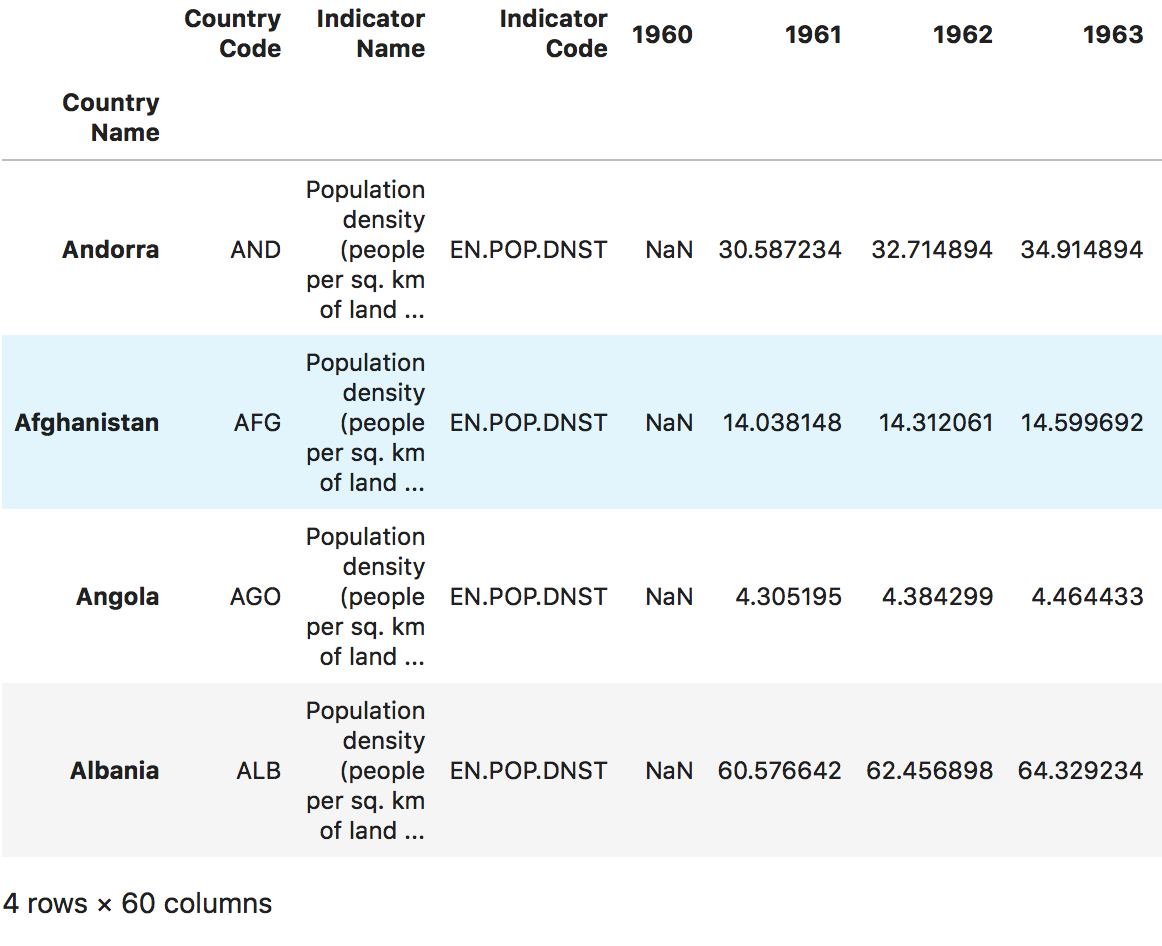 Country Code Indicator Name Indicator Code 1960 1961 1962 1963
Country Name
Andorra AND Population density (people per sq. km of land ... EN.POP.DNST NaN 30.587234 32.714894 34.914894
Afghanistan AFG Population density (people per sq. km of land ... EN.POP.DNST NaN 14.038148 14.312061 14.599692
Angola AGO Population density (people per sq. km of land ... EN.POP.DNST NaN 4.305195 4.384299 4.464433
Albania ALB Population density (people per sq. km of land ... EN.POP.DNST NaN 60.576642 62.456898 64.329234
4 rows × 60 columns